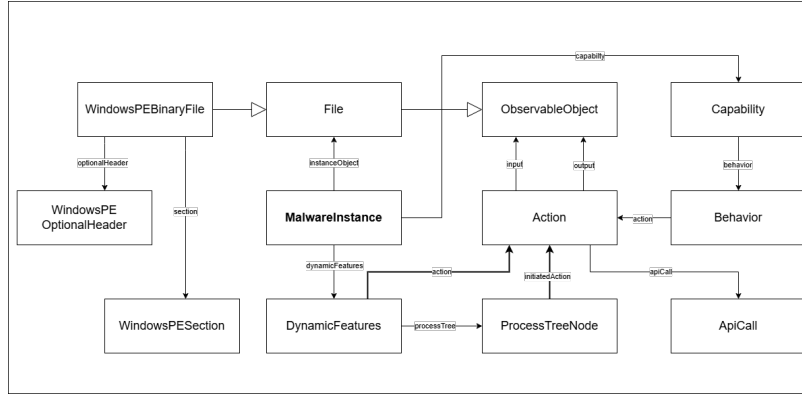 capabilty
WindowsPEBinaryFile
File
ObservableObject
Capability
optionalHeader
instanceObject
input
output
behavior
WindowsPE
OptionalHeader
section
MalwareInstance
Action
action
Behavior
dynamicFeatures
action
initiatedAction
apiCall
WindowsPESection
DynamicFeatures
processTree
ProcessTreeNode
ApiCall